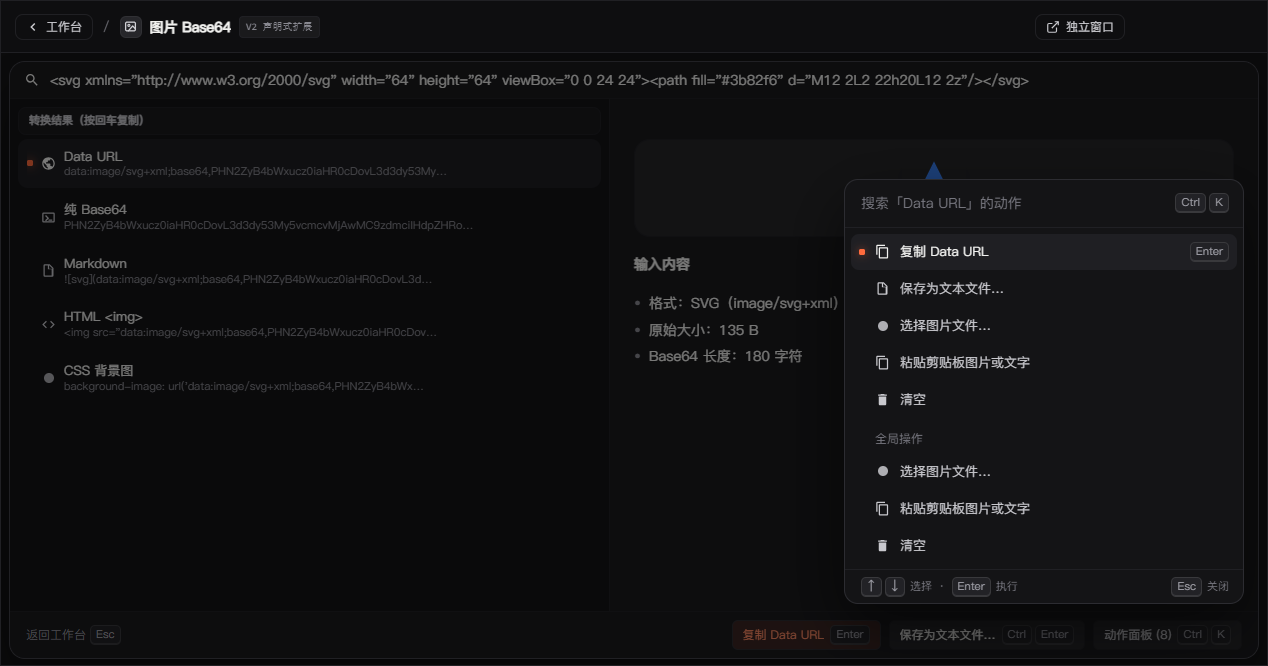 工作台 / 图片 Base64 V2 声明式扩展 独立窗口
<svg xmlns="http://www.w3.org/2000/svg" width="64" height="64" viewBox="0 0 24 24"><path fill="#3b82f6" d="M12 2L2 22h20L12 2z"/></svg>
转换结果（按回车复制）
Data URL
data:image/svg+xml;base64,PHN2ZyB4bWxucz0iaHR0cDovL3d3dy53My...
纯 Base64
PHN2ZyB4bWxucz0iaHR0cDovL3d3dy53My5vcmcvMjAwMC9zdmciIHdpZHRo...
Markdown
![svg](data:image/svg+xml;base64,PHN2ZyB4bWxucz0iaHR0cDovL3d...
HTML <img>
<img src="data:image/svg+xml;base64,PHN2ZyB4bWxucz0iaHR0cDov...
CSS 背景图
background-image: url('data:image/svg+xml;base64,PHN2ZyB4bWx...
输入内容
格式：SVG（image/svg+xml）
原始大小：135 B
Base64 长度：180 字符
搜索「Data URL」的动作 Ctrl K
复制 Data URL Enter
保存为文本文件...
选择图片文件...
粘贴剪贴板图片或文字
清空
全局操作
选择图片文件...
粘贴剪贴板图片或文字
清空
↑ ↓ 选择 · Enter 执行 Esc 关闭
返回工作台 Esc 复制 Data URL Enter 保存为文本文件... Ctrl Enter 动作面板 (8) Ctrl K